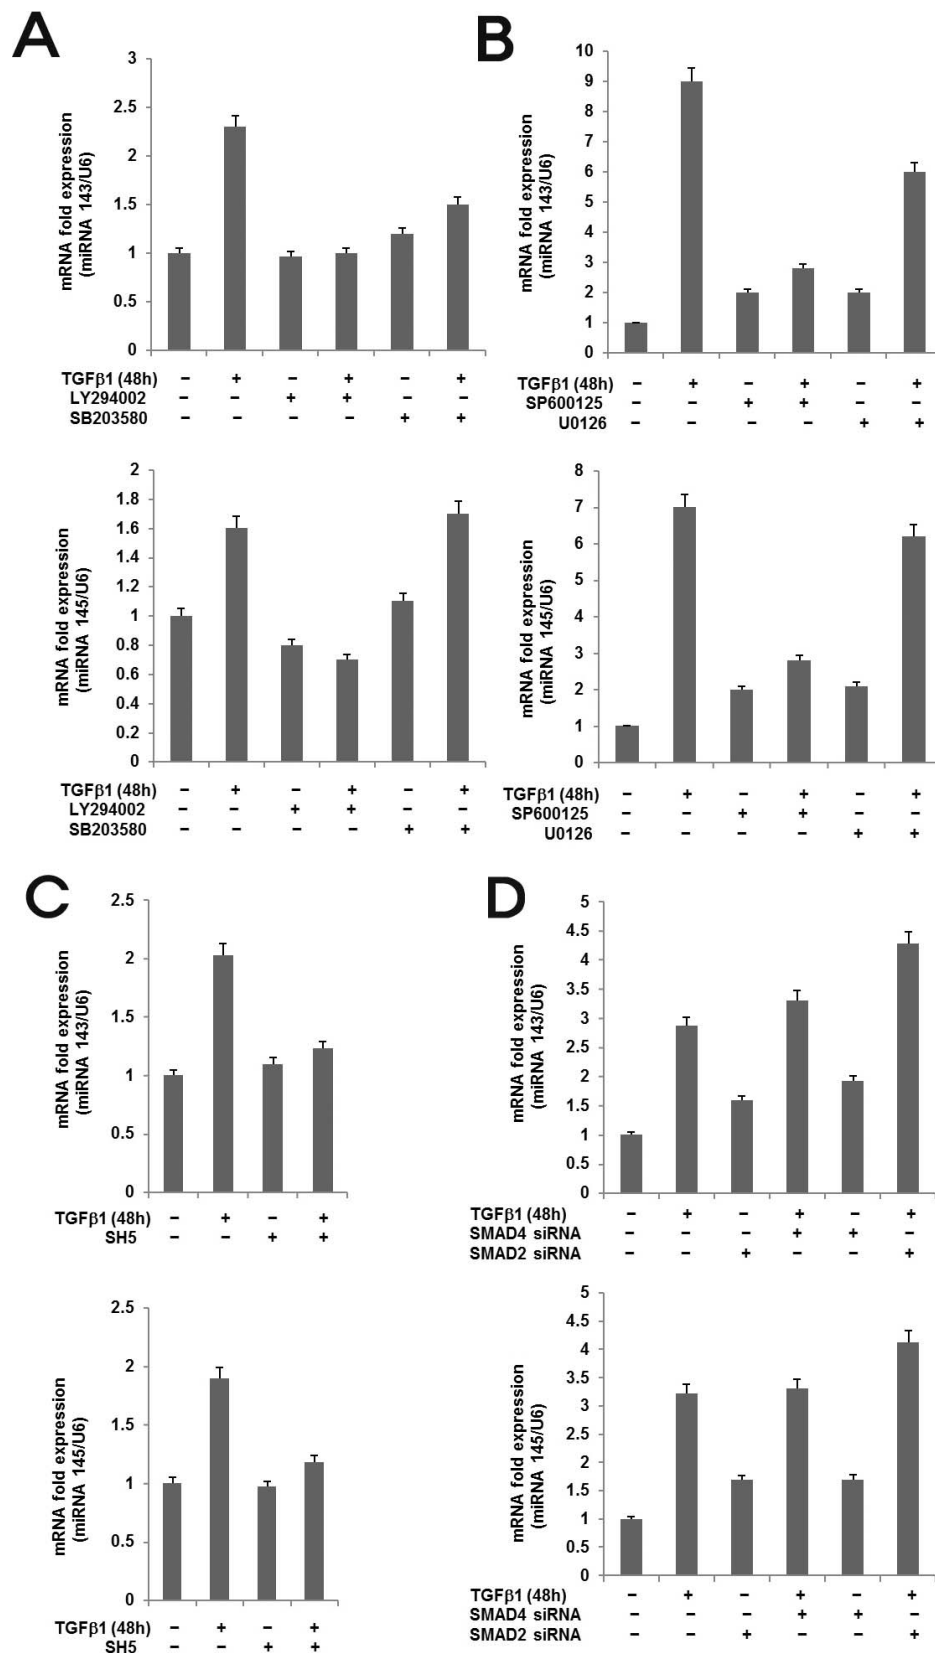 A
mRNA fold expression
(miRNA 143/U6)
3
2.5
2
1.5
1
0.5
0
TGFβ1 (48h) – + – + – +
LY294002 – – + + – –
SB203580 – – – – + +
mRNA fold expression
(miRNA 145/U6)
2
1.8
1.6
1.4
1.2
1
0.8
0.6
0.4
0.2
0
TGFβ1 (48h) – + – + – +
LY294002 – – + + – –
SB203580 – – – – + +
B
mRNA fold expression
(miRNA 143/U6)
10
9
8
7
6
5
4
3
2
1
0
TGFβ1 (48h) – + – + – +
SP600125 – – + + – –
U0126 – – – – + +
mRNA fold expression
(miRNA 145/U6)
8
7
6
5
4
3
2
1
0
TGFβ1 (48h) – + – + – +
SP600125 – – + + – –
U0126 – – – – + +
C
mRNA fold expression
(miRNA 143/U6)
2.5
2
1.5
1
0.5
0
TGFβ1 (48h) – + – +
SH5 – – + +
mRNA fold expression
(miRNA 145/U6)
2.5
2
1.5
1
0.5
0
TGFβ1 (48h) – + – +
SH5 – – + +
D
mRNA fold expression
(miRNA 143/U6)
5
4.5
4
3.5
3
2.5
2
1.5
1
0.5
0
TGFβ1 (48h) – + – + – +
SMAD4 siRNA – – – + + –
SMAD2 siRNA – – + – – +
mRNA fold expression
(miRNA 145/U6)
5
4.5
4
3.5
3
2.5
2
1.5
1
0.5
0
TGFβ1 (48h) – + – + – +
SMAD4 siRNA – – – + + –
SMAD2 siRNA – – + – – +